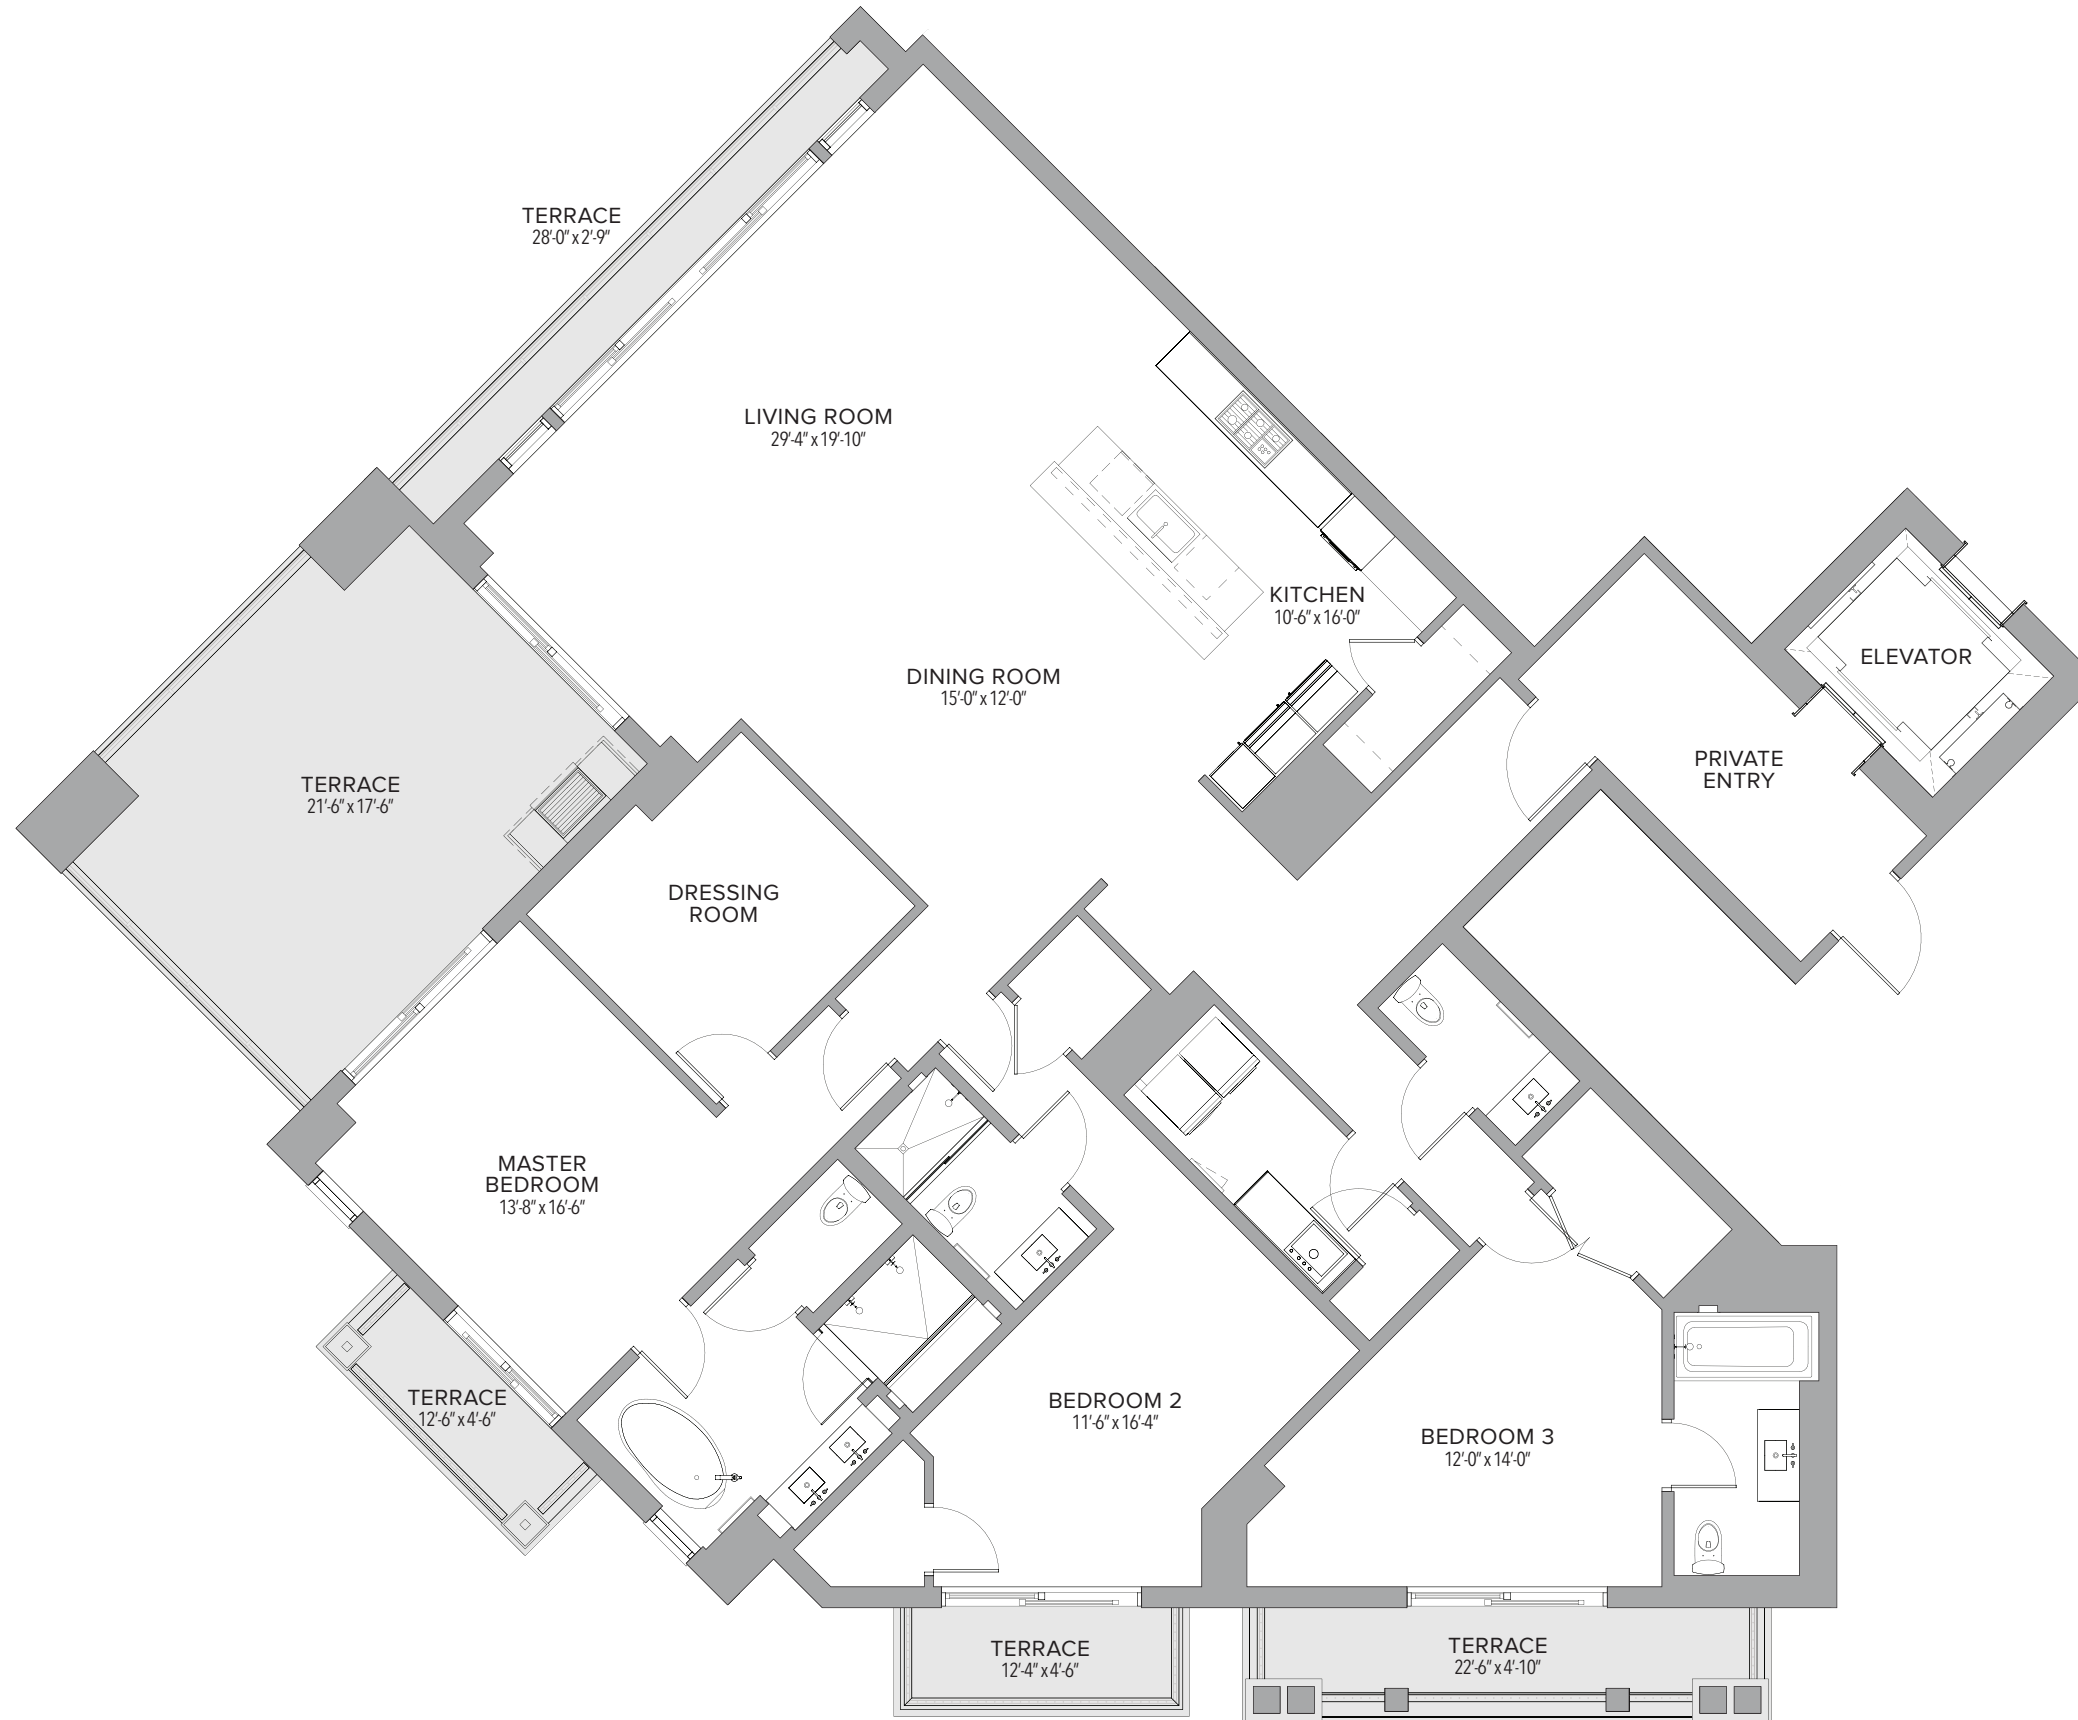 TERRACE
28'-0" x 2'-9"
LIVING ROOM
29'-4" x 19'-10"
KITCHEN
10'-6" x 16'-0"
ELEVATOR
DINING ROOM
15'-0" x 12'-0"
PRIVATE
ENTRY
TERRACE
21'-6" x 17'-6"
DRESSING
ROOM
MASTER
BEDROOM
13'-8" x 16'-6"
TERRACE
12'-6" x 4'-6"
BEDROOM 2
11'-6" x 16'-4"
BEDROOM 3
12'-0" x 14'-0"
TERRACE
12'-4" x 4'-6"
TERRACE
22'-6" x 4'-10"